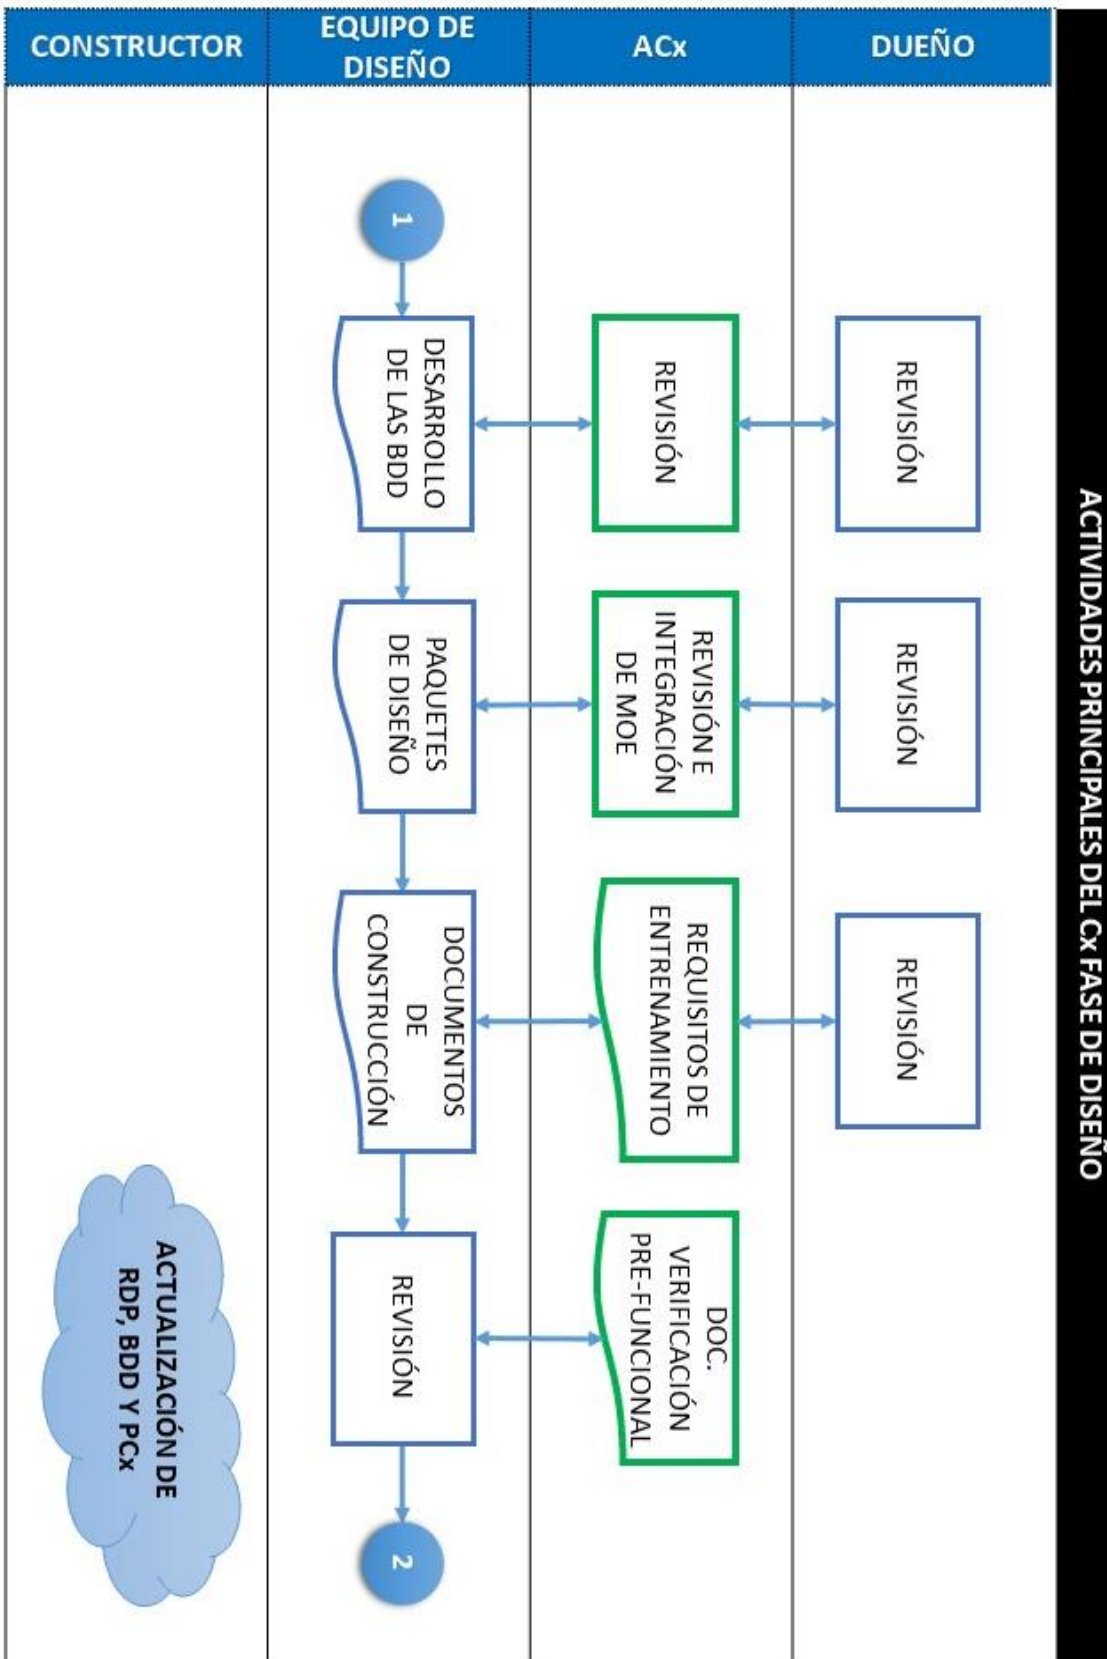 ACTIVIDADES PRINCIPALES DEL Cx FASE DE DISEÑO
DUEÑO
REVISIÓN
REVISIÓN
REVISIÓN
ACx
REVISIÓN
REVISIÓN E
INTEGRACIÓN
DE MOE
REQUISITOS DE
ENTRENAMIENTO
DOC.
VERIFICACIÓN
PRE-FUNCIONAL
EQUIPO DE
DISEÑO
1
DESARROLLO
DE LAS BDD
PAQUETES
DE DISEÑO
DOCUMENTOS
DE
CONSTRUCCIÓN
REVISIÓN
2
CONSTRUCTOR
ACTUALIZACIÓN DE
RDP, BDD Y PCx